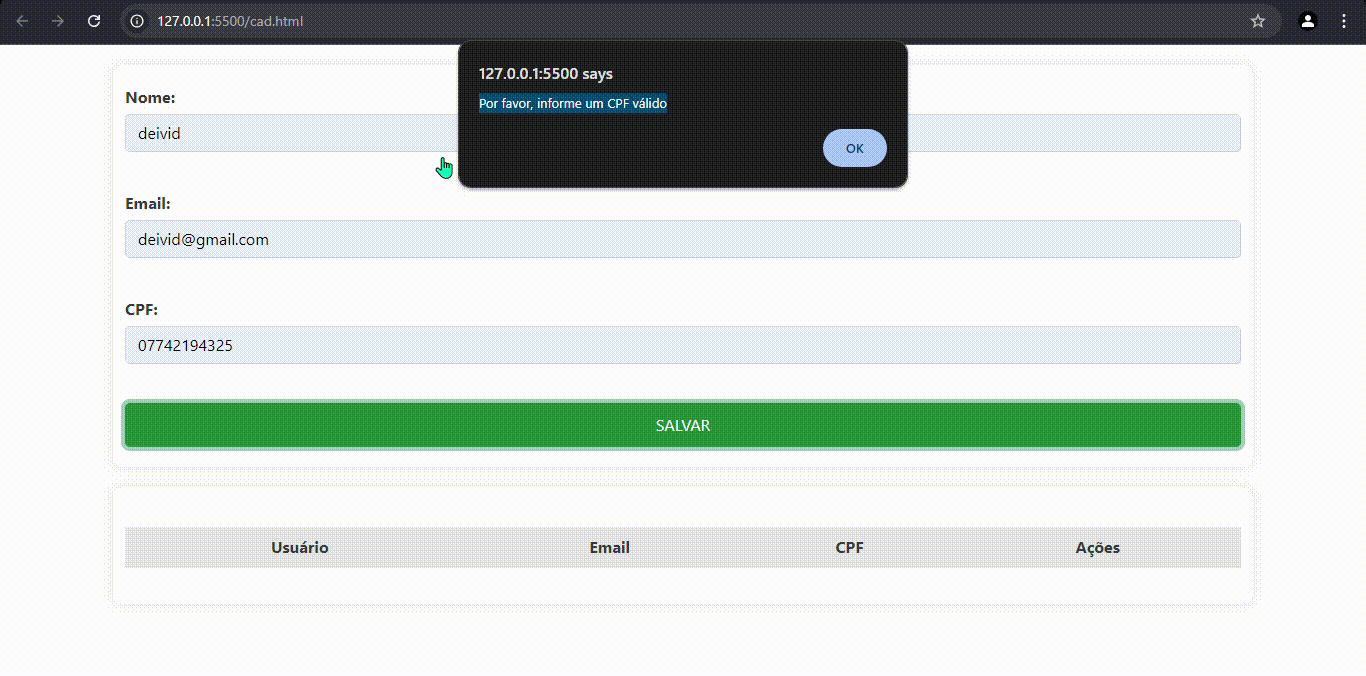 127.0.0.1:5500/cad.html
127.0.0.1:5500 says
Por favor, informe um CPF válido
OK
Nome:
deivid
Email:
deivid@gmail.com
CPF:
07742194325
SALVAR
Usuário Email CPF Ações